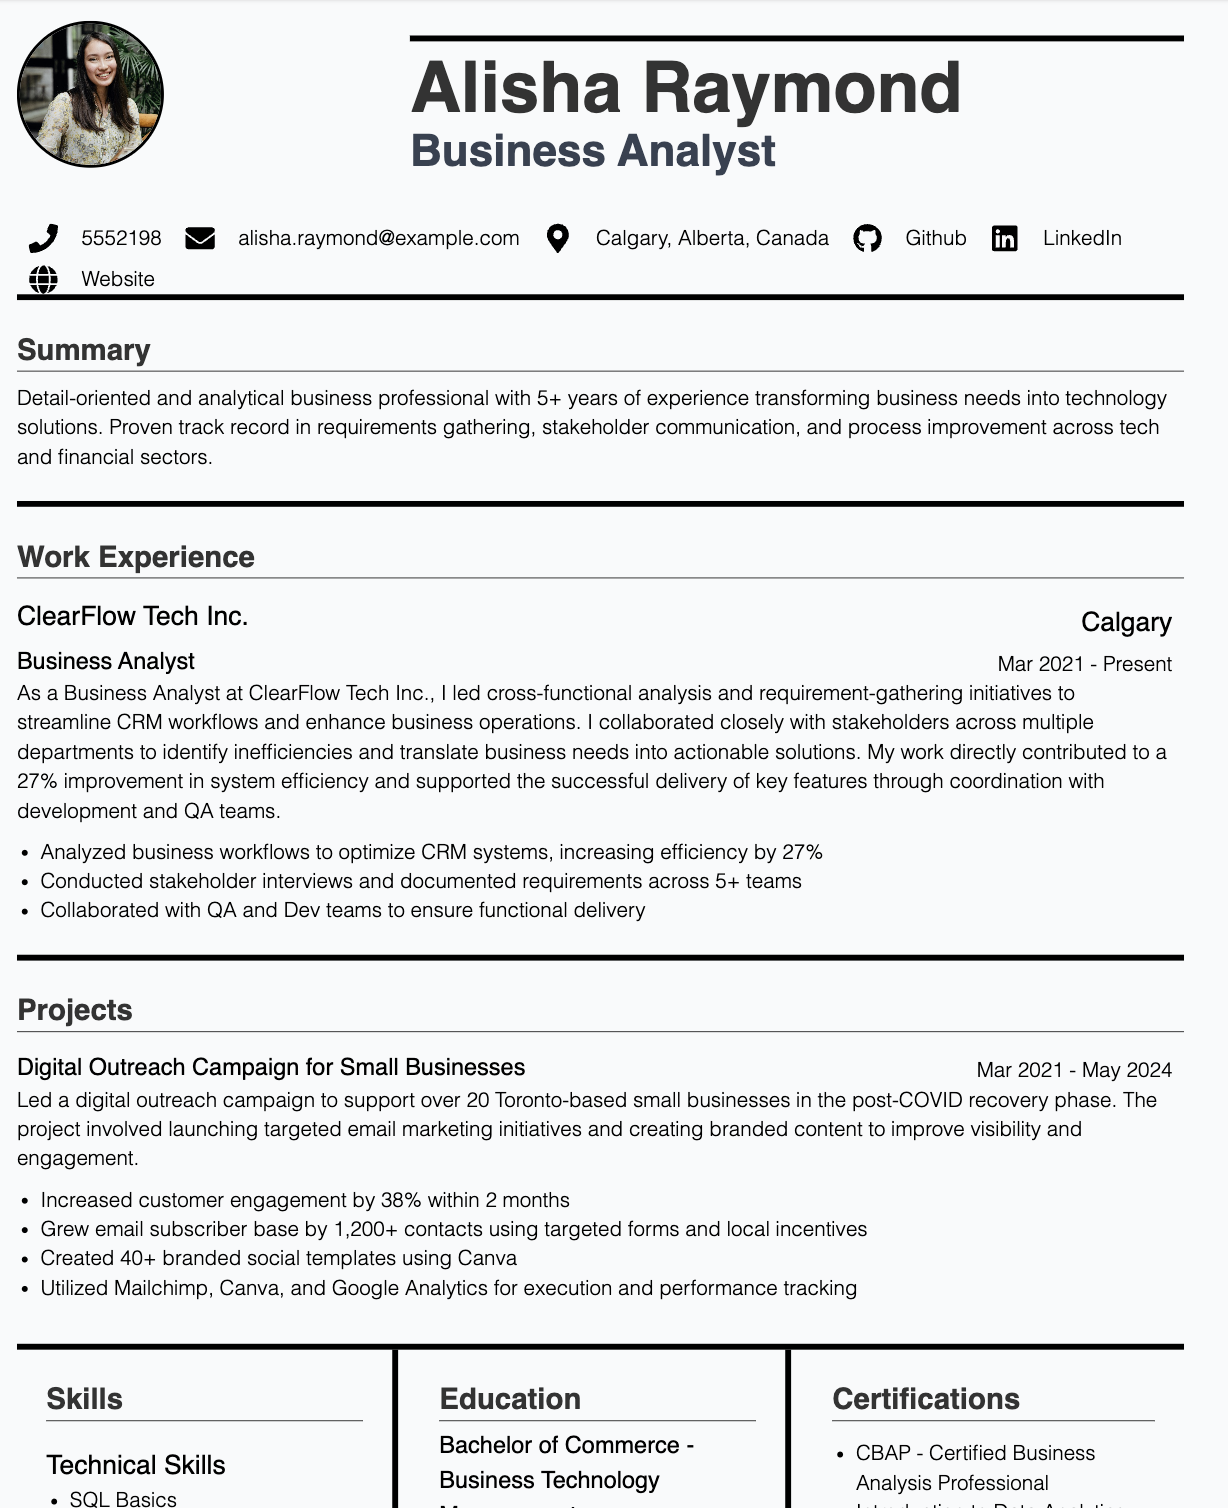 Alisha Raymond
Business Analyst
5552198 alisha.raymond@example.com Calgary, Alberta, Canada Github LinkedIn
Website
Summary
Detail-oriented and analytical business professional with 5+ years of experience transforming business needs into technology
solutions. Proven track record in requirements gathering, stakeholder communication, and process improvement across tech
and financial sectors.
Work Experience
ClearFlow Tech Inc.
Calgary
Business Analyst
Mar 2021 - Present
As a Business Analyst at ClearFlow Tech Inc., I led cross-functional analysis and requirement-gathering initiatives to
streamline CRM workflows and enhance business operations. I collaborated closely with stakeholders across multiple
departments to identify inefficiencies and translate business needs into actionable solutions. My work directly contributed to a
27% improvement in system efficiency and supported the successful delivery of key features through coordination with
development and QA teams.
• Analyzed business workflows to optimize CRM systems, increasing efficiency by 27%
• Conducted stakeholder interviews and documented requirements across 5+ teams
• Collaborated with QA and Dev teams to ensure functional delivery
Projects
Digital Outreach Campaign for Small Businesses
Mar 2021 - May 2024
Led a digital outreach campaign to support over 20 Toronto-based small businesses in the post-COVID recovery phase. The
project involved launching targeted email marketing initiatives and creating branded content to improve visibility and
engagement.
• Increased customer engagement by 38% within 2 months
• Grew email subscriber base by 1,200+ contacts using targeted forms and local incentives
• Created 40+ branded social templates using Canva
• Utilized Mailchimp, Canva, and Google Analytics for execution and performance tracking
Skills
Technical Skills
• SQL Basics
Education
Bachelor of Commerce -
Business Technology
Certifications
• CBAP - Certified Business
Analysis Professional